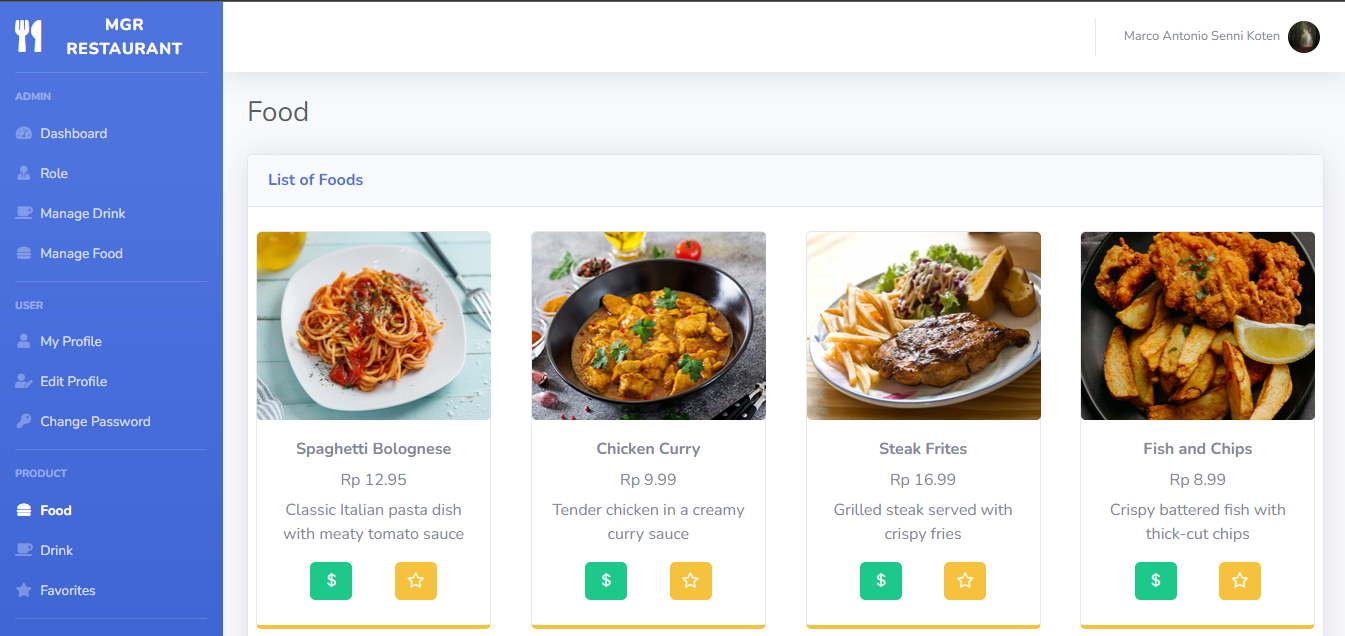 MGR
RESTAURANT
Marco Antonio Senni Koten
ADMIN
Dashboard
Role
Manage Drink
Manage Food
USER
My Profile
Edit Profile
Change Password
PRODUCT
Food
Drink
Favorites
Food
List of Foods
Spaghetti Bolognese
Rp 12.95
Classic Italian pasta dish
with meaty tomato sauce
$
Chicken Curry
Rp 9.99
Tender chicken in a creamy
curry sauce
$
Steak Frites
Rp 16.99
Grilled steak served with
crispy fries
$
Fish and Chips
Rp 8.99
Crispy battered fish with
thick-cut chips
$